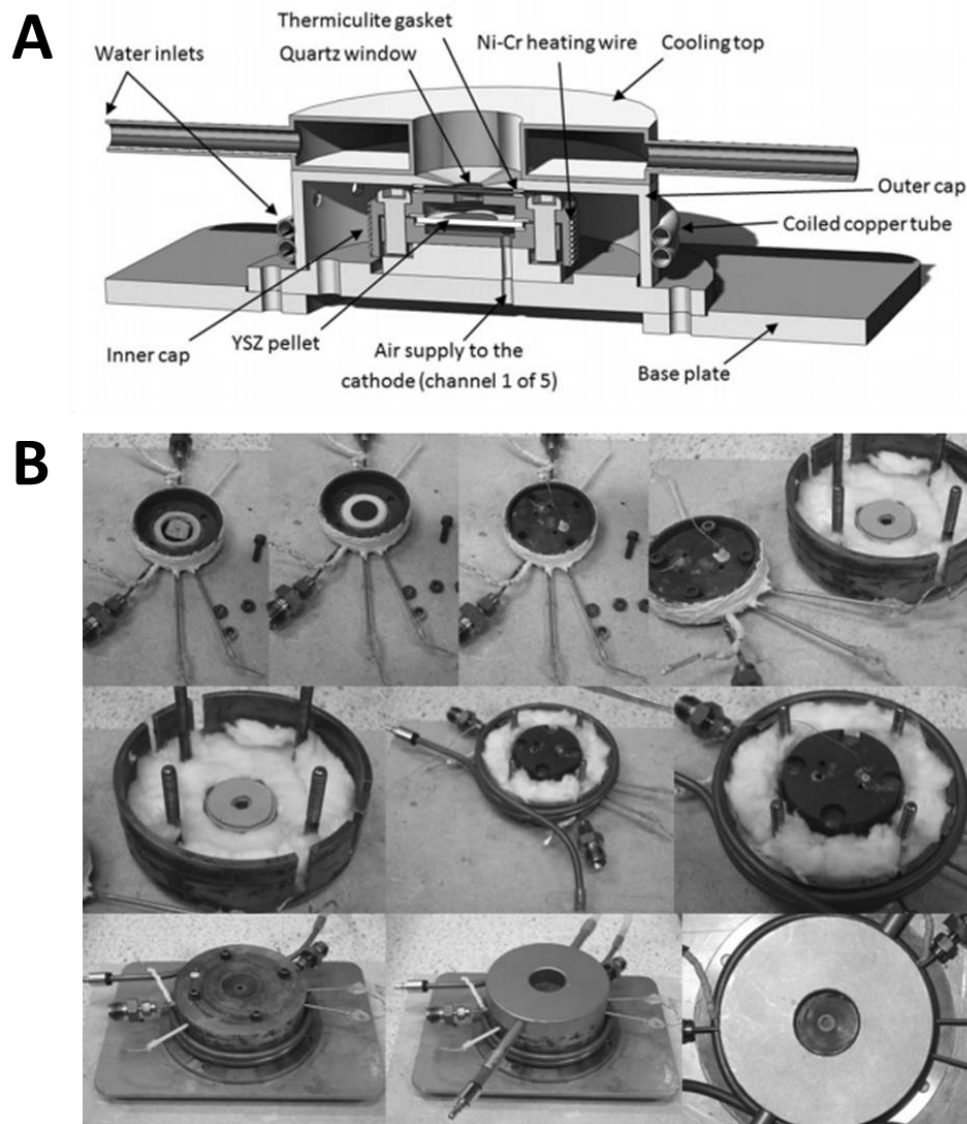 A
Thermiculite gasket
Water inlets
Quartz window
Ni-Cr heating wire
Cooling top
Outer cap
Coiled copper tube
Inner cap
YSZ pellet
Air supply to the
cathode (channel 1 of 5)
Base plate
B